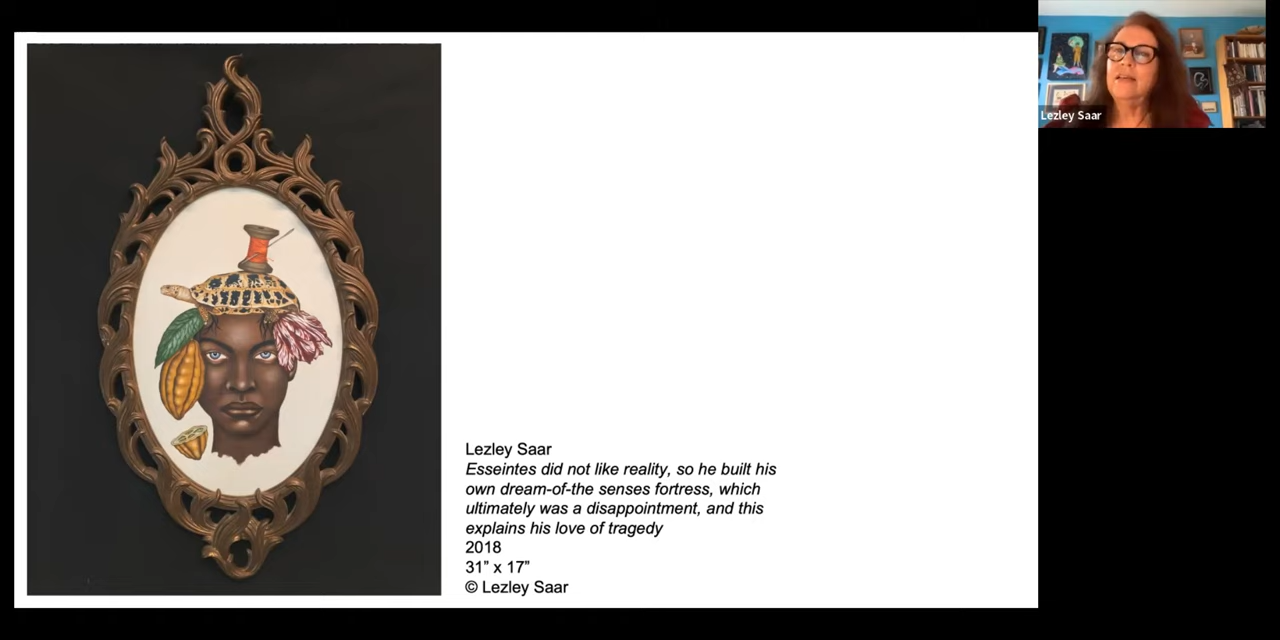 Lezley Saar
Lezley Saar
Esseintes did not like reality, so he built his
own dream-of-the senses fortress, which
ultimately was a disappointment, and this
explains his love of tragedy
2018
31” x 17”
© Lezley Saar